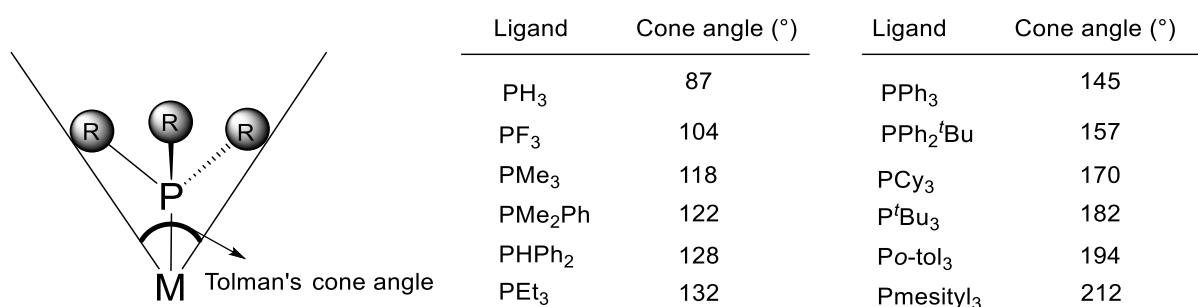 Ligand Cone angle (°)
PH₃ 87
PF₃ 104
PMe₃ 118
PMe₂Ph 122
PHPh₂ 128
PEt₃ 132
Ligand Cone angle (°)
PPh₃ 145
PPh₂ᵗBu 157
PCy₃ 170
PᵗBu₃ 182
Po-tol₃ 194
Pmesityl₃ 212
R R R
P
M
Tolman's cone angle